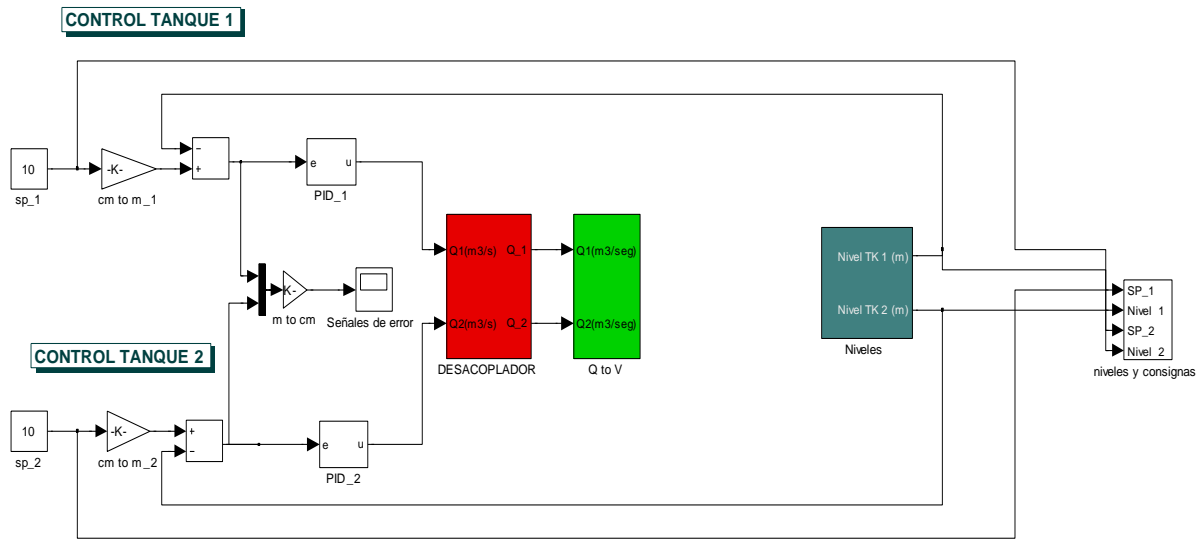 CONTROL TANQUE 1
10
sp_1
-K-
cm to m_1
−
+
e
u
PID_1
K-
m to cm
Señales de error
Q1(m3/s)
Q_1
Q2(m3/s)
Q_2
DESACOPLADOR
Q1(m3/seg)
Q2(m3/seg)
Q to V
Nivel TK 1 (m)
Nivel TK 2 (m)
Niveles
SP_1
Nivel 1
SP_2
Nivel 2
niveles y consignas
CONTROL TANQUE 2
10
sp_2
-K-
cm to m_2
+
−
e
u
PID_2